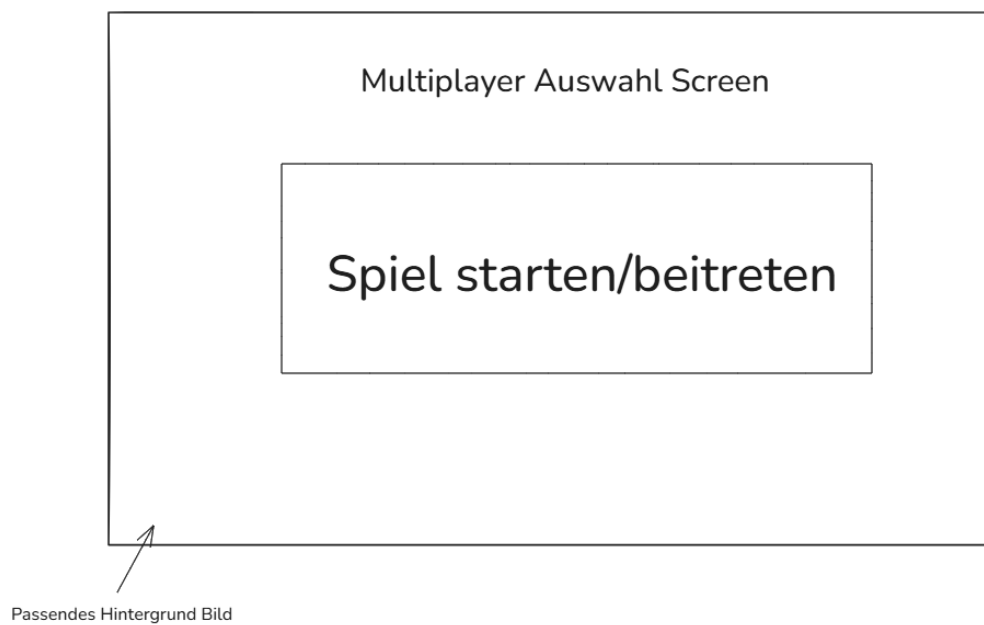 Multiplayer Auswahl Screen
Spiel starten/beitreten
Passendes Hintergrund Bild